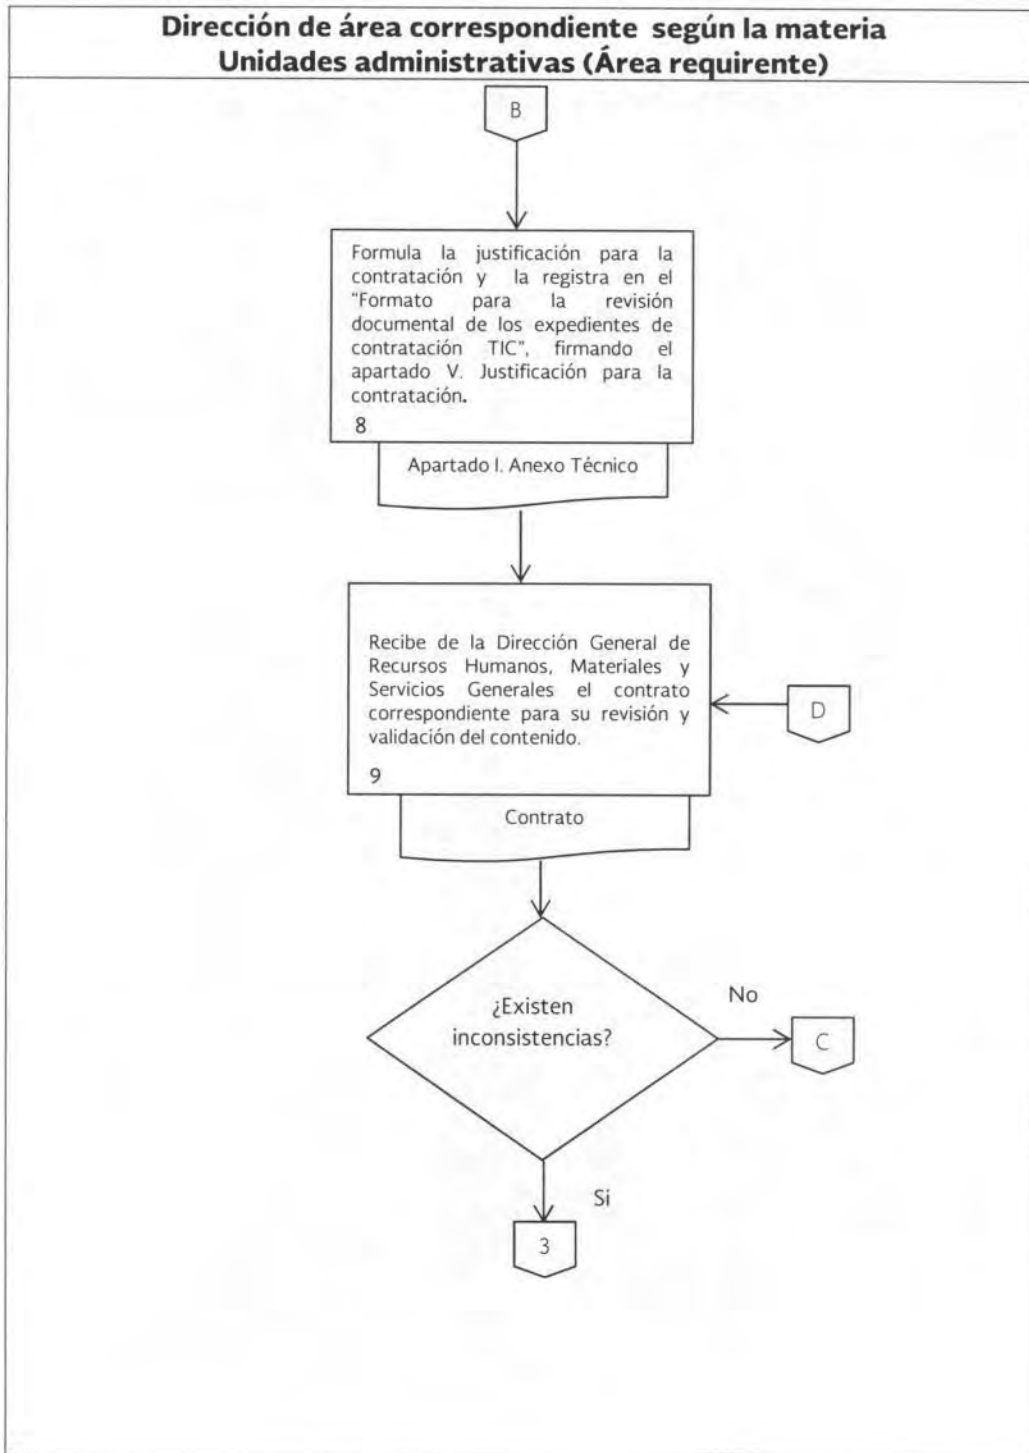 Dirección de área correspondiente según la materia
Unidades administrativas (Área requirente)
B
Formula la justificación para la
contratación y la registra en el
"Formato para la revisión
documental de los expedientes de
contratación TIC", firmando el
apartado V. Justificación para la
contratación.
8
Apartado I. Anexo Técnico
Recibe de la Dirección General de
Recursos Humanos, Materiales y
Servicios Generales el contrato
correspondiente para su revisión y
validación del contenido.
9
D
Contrato
¿Existen
inconsistencias?
No
C
Si
3